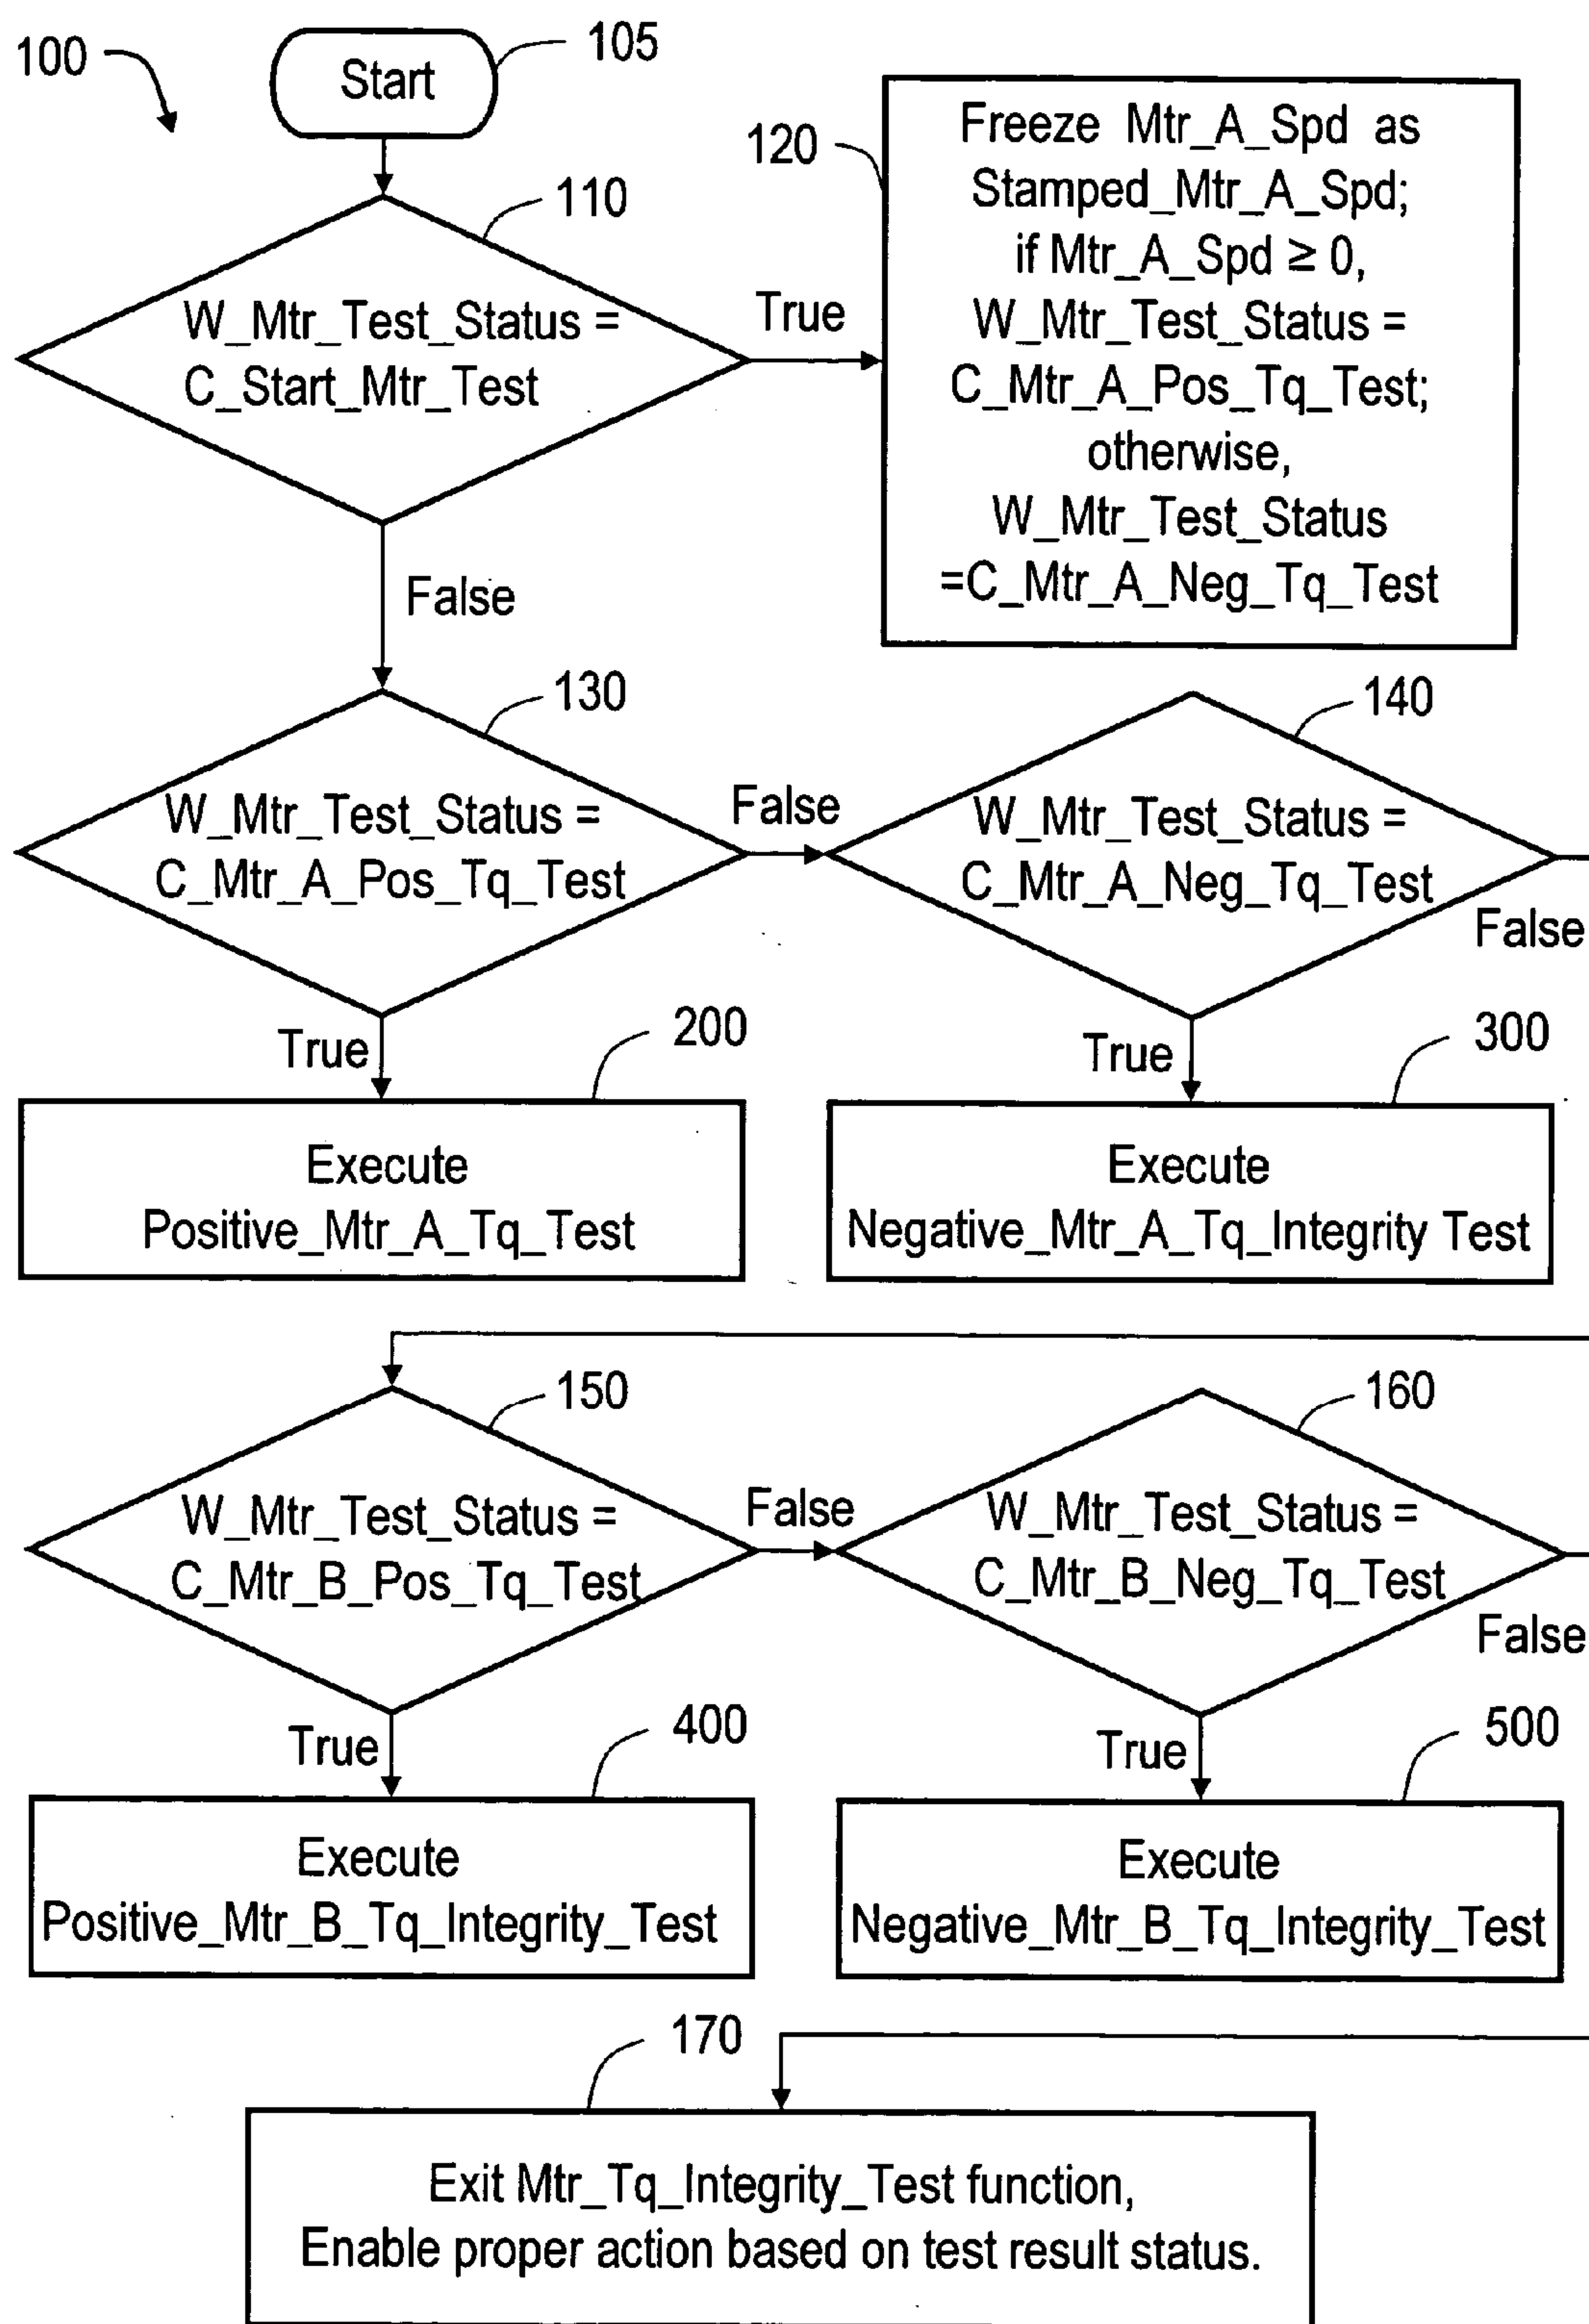 100
Start
105
110
W_Mtr_Test_Status =
C_Start_Mtr_Test
True
120
Freeze Mtr_A_Spd as
Stamped_Mtr_A_Spd;
if Mtr_A_Spd ≥ 0,
W_Mtr_Test_Status =
C_Mtr_A_Pos_Tq_Test;
otherwise,
W_Mtr_Test_Status
=C_Mtr_A_Neg_Tq_Test
False
130
W_Mtr_Test_Status =
C_Mtr_A_Pos_Tq_Test
False
140
W_Mtr_Test_Status =
C_Mtr_A_Neg_Tq_Test
False
True
200
Execute
Positive_Mtr_A_Tq_Test
True
300
Execute
Negative_Mtr_A_Tq_Integrity Test
150
W_Mtr_Test_Status =
C_Mtr_B_Pos_Tq_Test
False
160
W_Mtr_Test_Status =
C_Mtr_B_Neg_Tq_Test
False
True
400
Execute
Positive_Mtr_B_Tq_Integrity_Test
True
500
Execute
Negative_Mtr_B_Tq_Integrity_Test
170
Exit Mtr_Tq_Integrity_Test function,
Enable proper action based on test result status.